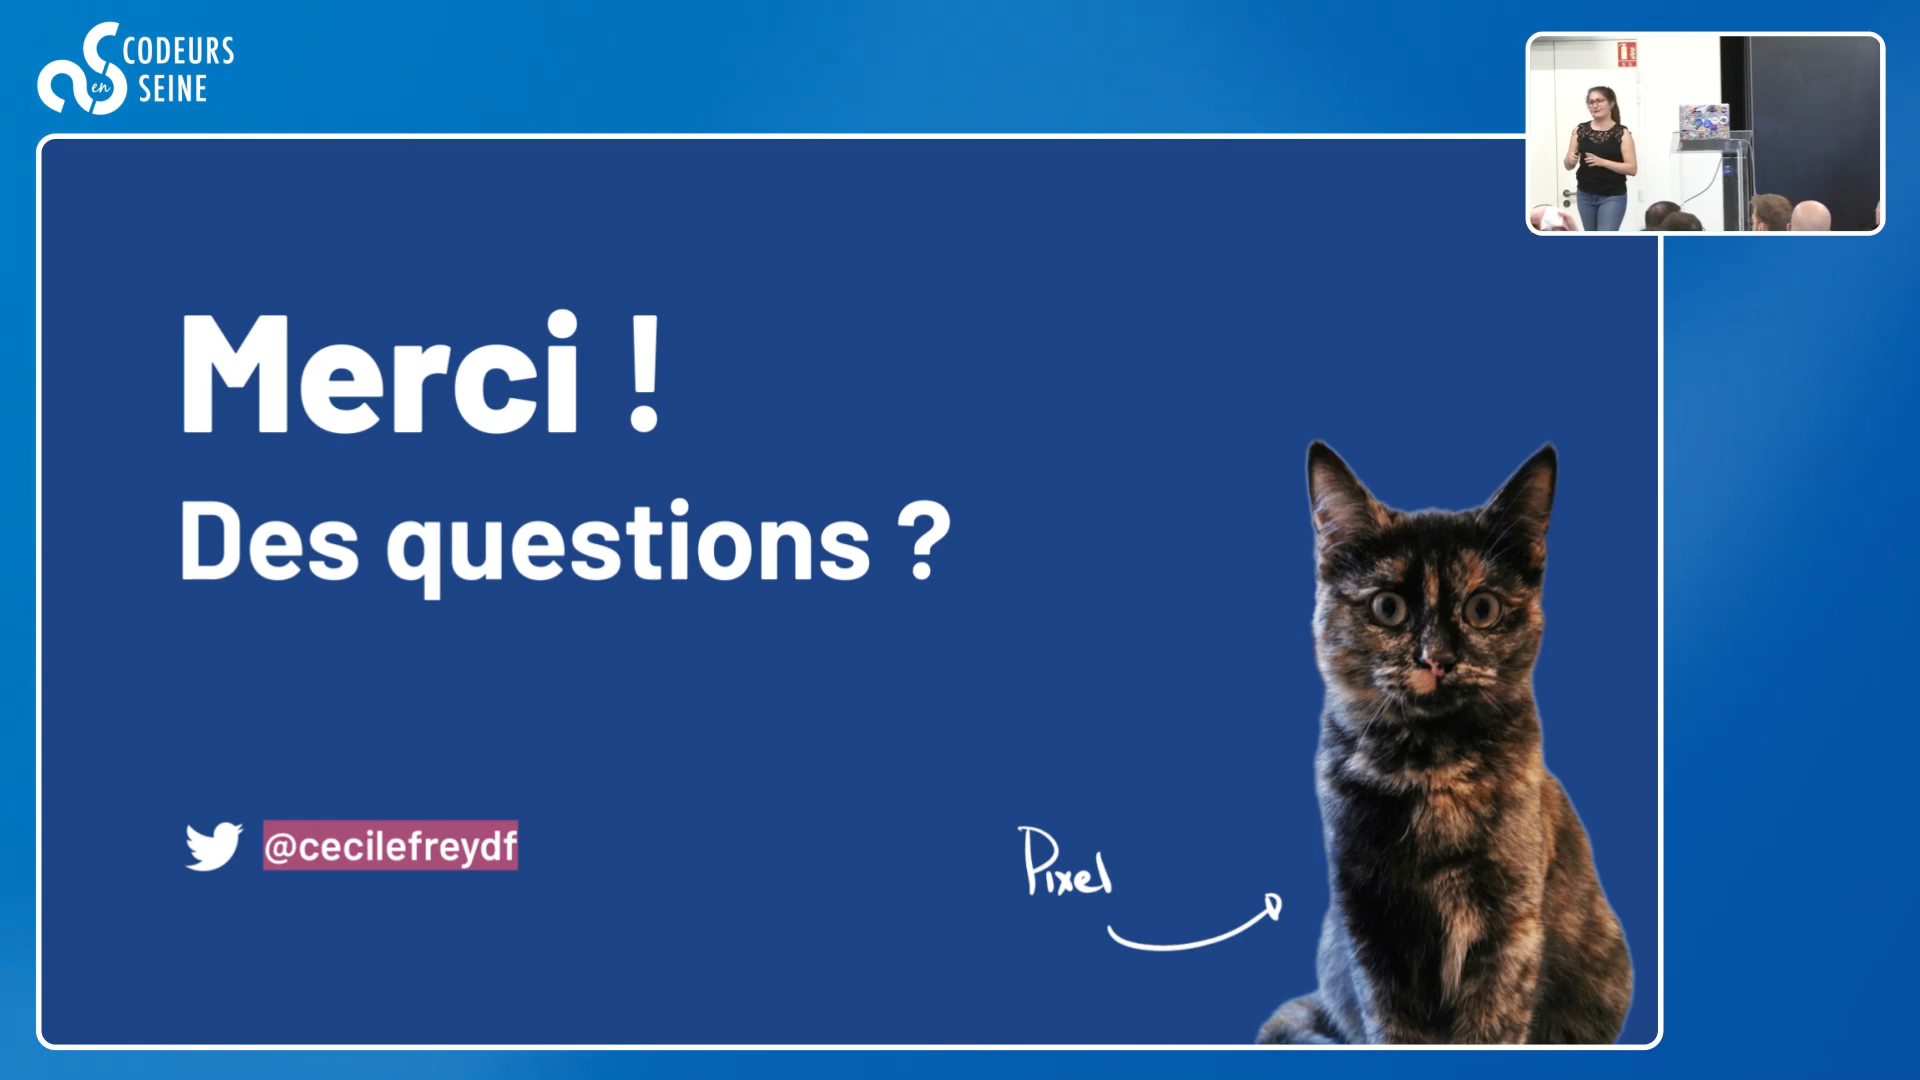 CODEURS
en
SEINE
Merci !
Des questions ?
@cecilefreydf
Pixel